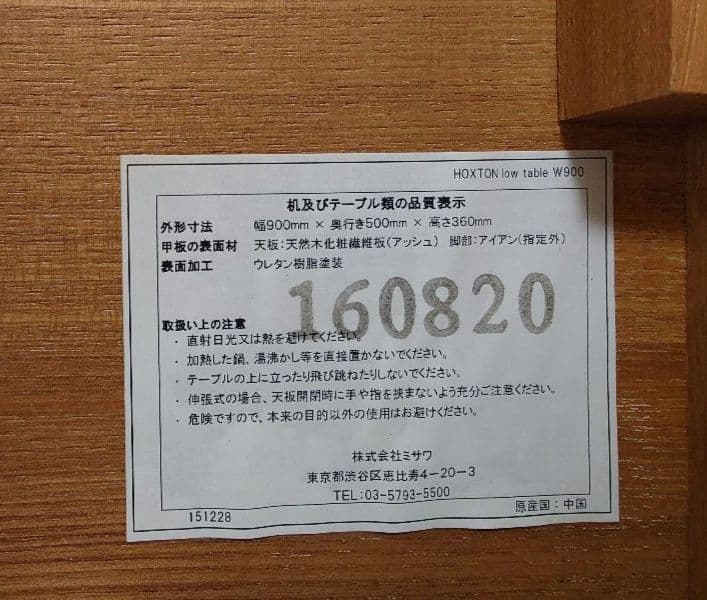 HOXTON low table W900
机及びテーブル類の品質表示
外形寸法 幅900mm × 奥行き500mm × 高さ360mm
甲板の表面材 天板:天然木化粧繊維板(アッシュ) 脚部:アイアン(指定外)
表面加工 ウレタン樹脂塗装
160820
取扱い上の注意
・ 直射日光又は熱を避けてください。
・ 加熱した鍋、湯沸かし等を直接置かないでください。
・ テーブルの上に立ったり飛び跳ねたりしないでください。
・ 伸張式の場合、天板開閉時に手や指を挟まないよう充分ご注意ください。
・ 危険ですので、本来の目的以外の使用はお避けください。
株式会社ミサワ
東京都渋谷区恵比寿4-20-3
TEL:03-5793-5500
151228 原産国:中国